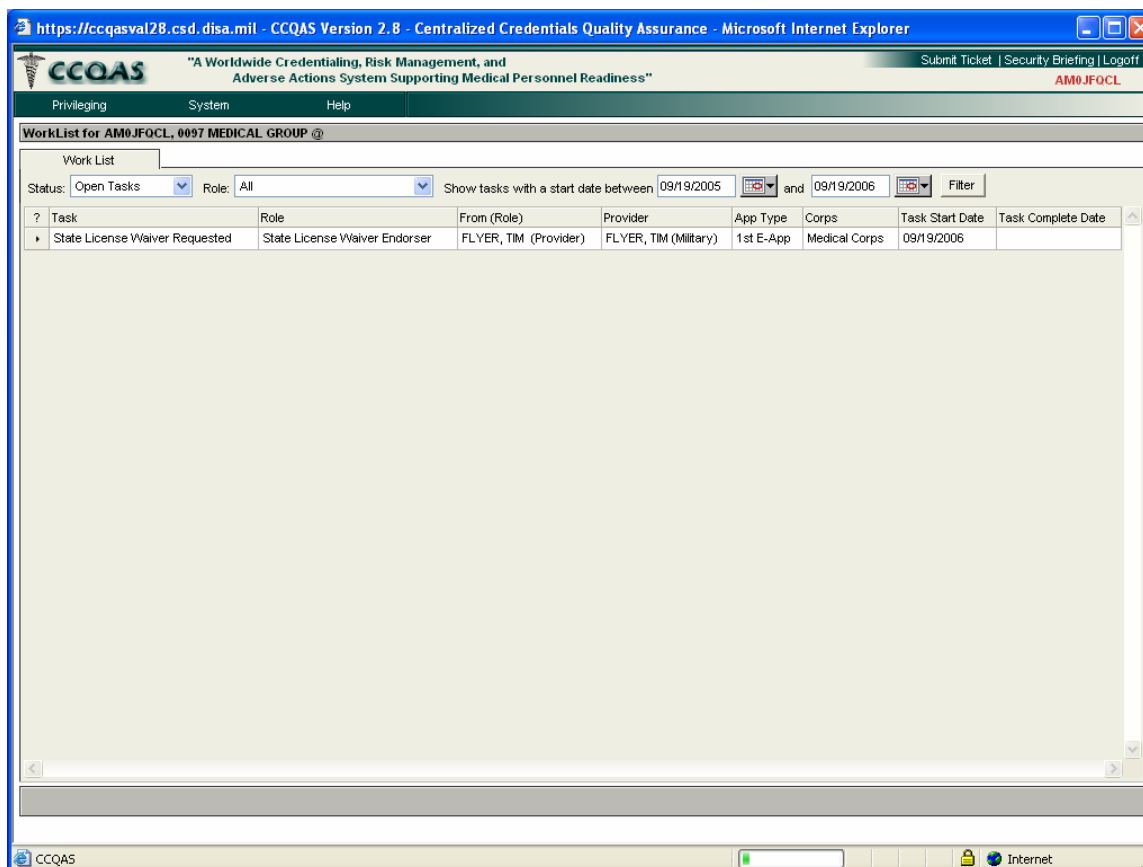 https://ccqasval28.csd.disa.mil - CCQAS Version 2.8 - Centralized Credentials Quality Assurance - Microsoft Internet Explorer
CCQAS
"A Worldwide Credentialing, Risk Management, and
Adverse Actions System Supporting Medical Personnel Readiness"
Submit Ticket | Security Briefing | Logoff
AM0JFQCL
Privileging System Help
WorkList for AM0JFQCL, 0097 MEDICAL GROUP @
Work List
Status: Open Tasks Role: All Show tasks with a start date between 09/19/2005 and 09/19/2006 Filter
? Task Role From (Role) Provider App Type Corps Task Start Date Task Complete Date
State License Waiver Requested State License Waiver Endorser FLYER, TIM (Provider) FLYER, TIM (Military) 1st E-App Medical Corps 09/19/2006
CCQAS Internet